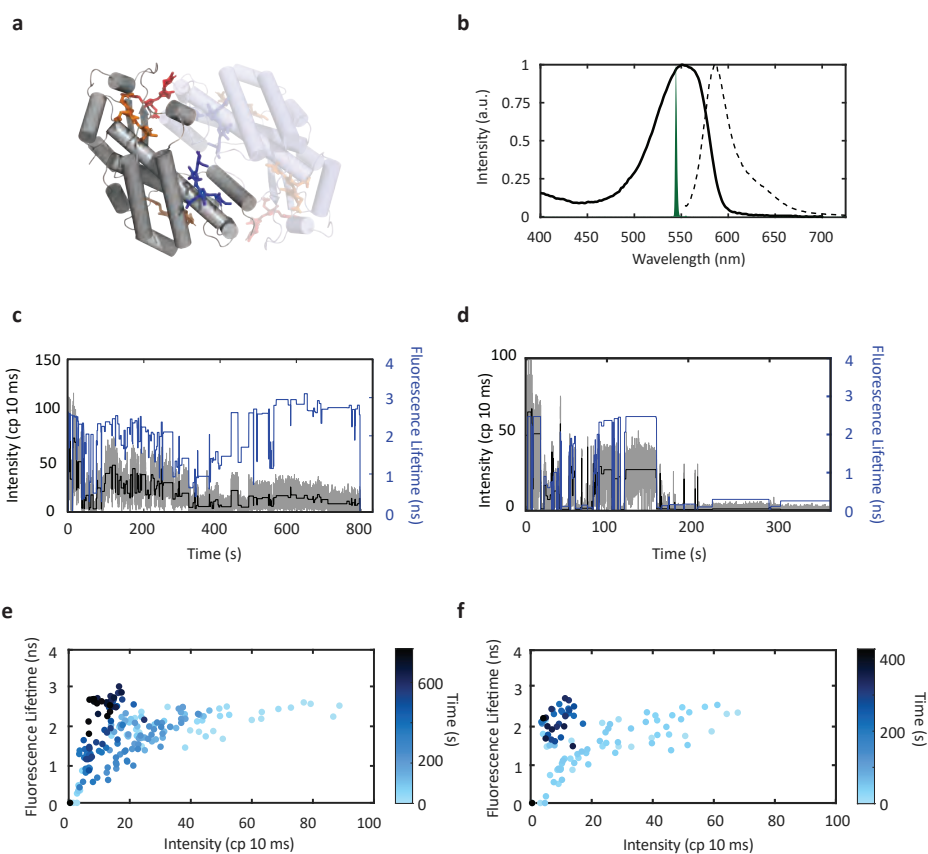 a
b
Intensity (a.u.)
1
0.75
0.5
0.25
0
400 450 500 550 600 650 700
Wavelength (nm)
c
Intensity (cp 10 ms)
150
100
50
0
0 200 400 600 800
Time (s)
4
3
2
1
0
Fluorescence Lifetime (ns)
d
Intensity (cp 10 ms)
100
50
0
0 100 200 300
Time (s)
4
3
2
1
0
Fluorescence Lifetime (ns)
e
Fluorescence Lifetime (ns)
4
3
2
1
0
0 20 40 60 80 100
Intensity (cp 10 ms)
600
200
0
Time (s)
f
Fluorescence Lifetime (ns)
4
3
2
1
0
0 20 40 60 80 100
Intensity (cp 10 ms)
400
200
0
Time (s)